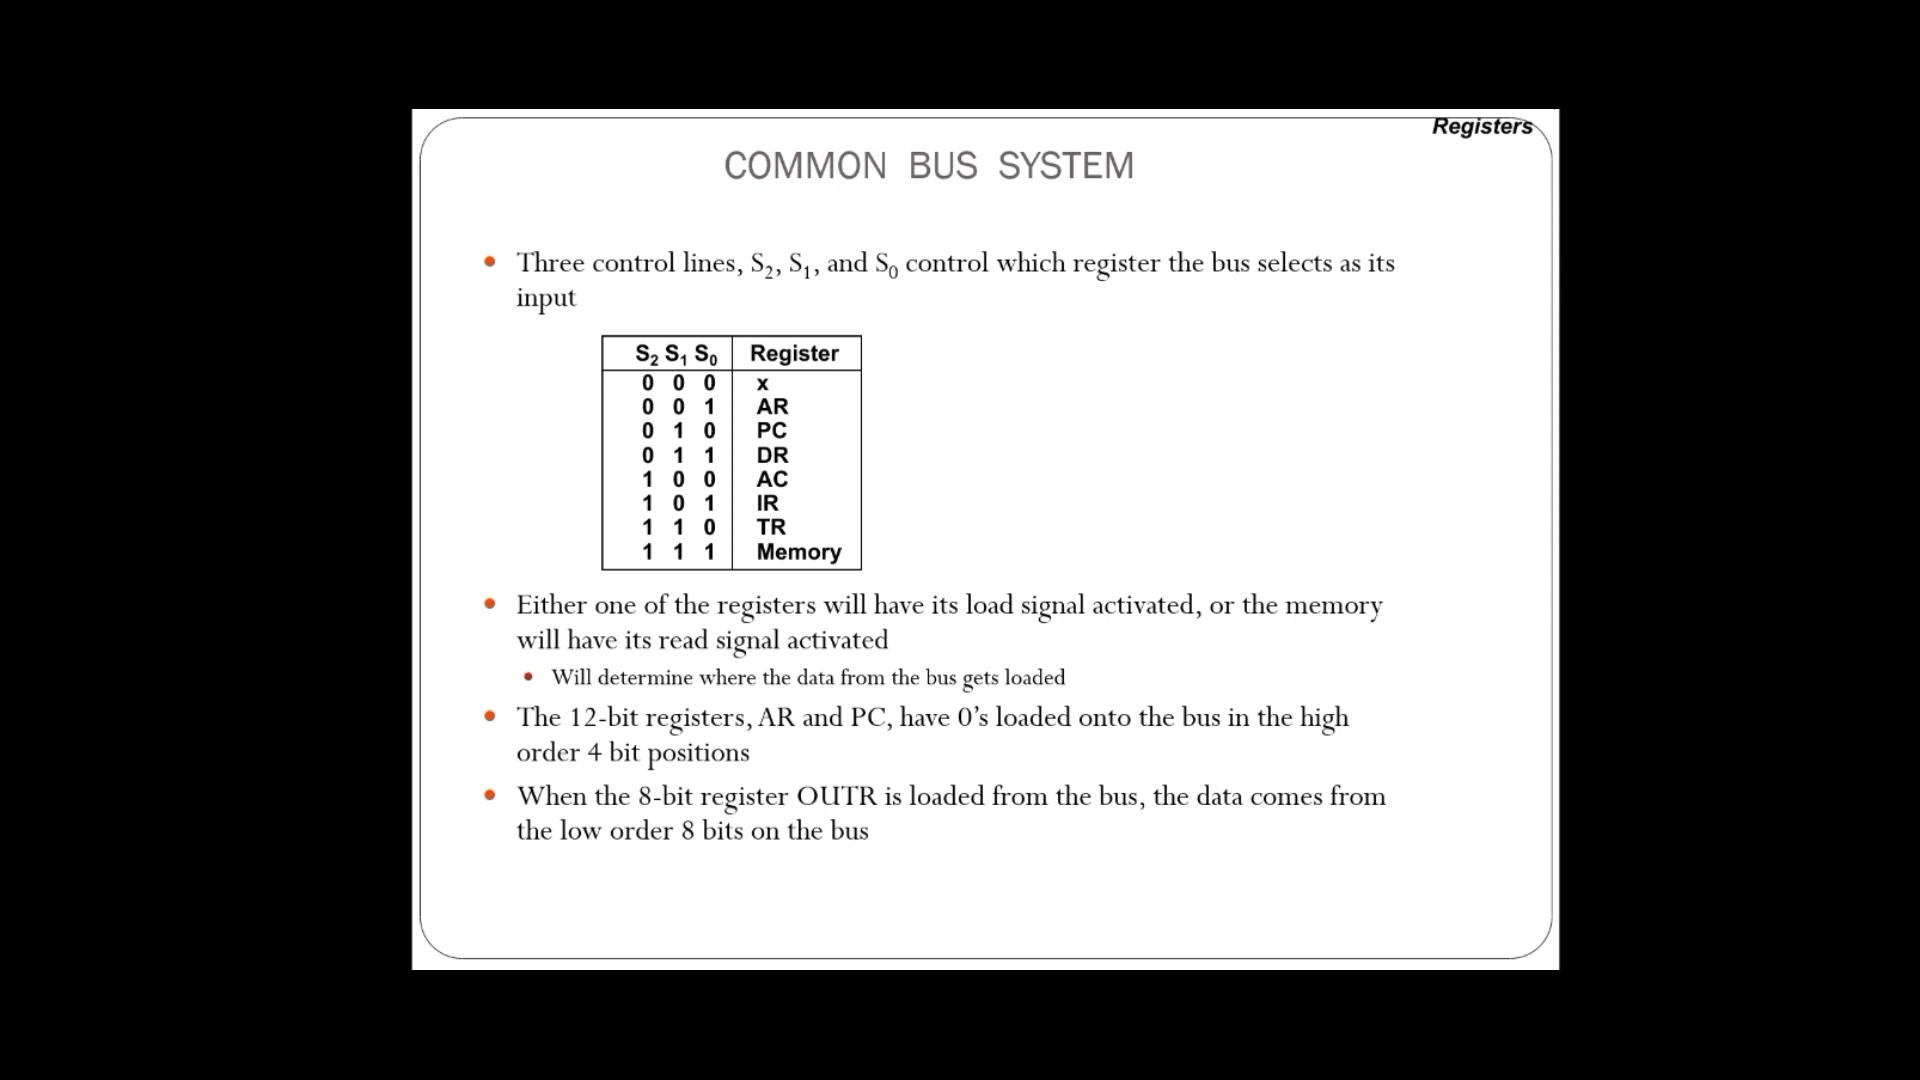 Registers
COMMON BUS SYSTEM
• Three control lines, S₂, S₁, and S₀ control which register the bus selects as its
input
S₂ S₁ S₀ Register
0 0 0 x
0 0 1 AR
0 1 0 PC
0 1 1 DR
1 0 0 AC
1 0 1 IR
1 1 0 TR
1 1 1 Memory
• Either one of the registers will have its load signal activated, or the memory
will have its read signal activated
• Will determine where the data from the bus gets loaded
• The 12-bit registers, AR and PC, have 0’s loaded onto the bus in the high
order 4 bit positions
• When the 8-bit register OUTR is loaded from the bus, the data comes from
the low order 8 bits on the bus